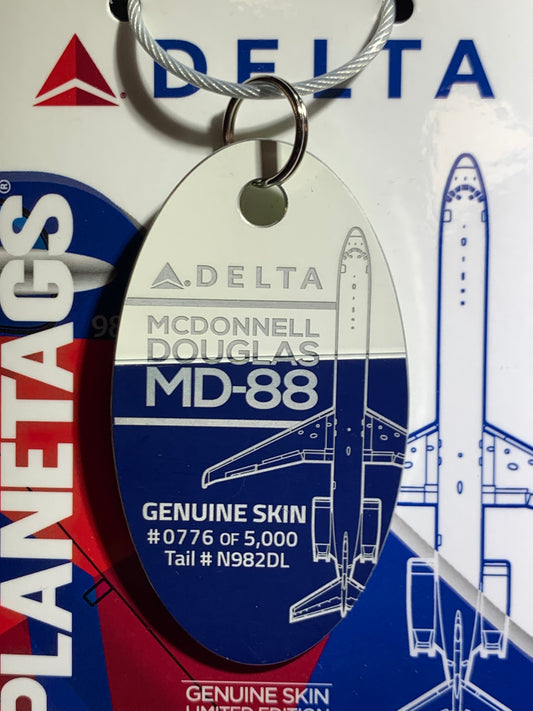 DELTA
PLANETAGS®
98
DELTA
MCDONNELL
DOUGLAS
MD-88
GENUINE SKIN
#0776 OF 5,000
Tail # N982DL
GENUINE SKIN
LIMITED EDITION